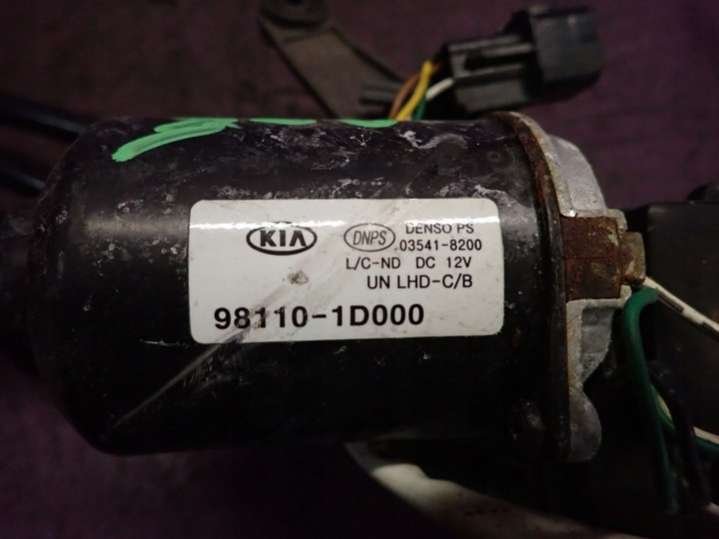 KIA DNPS DENSO PS
03541-8200
L/C-ND DC 12V
UN LHD-C/B
98110-1D000